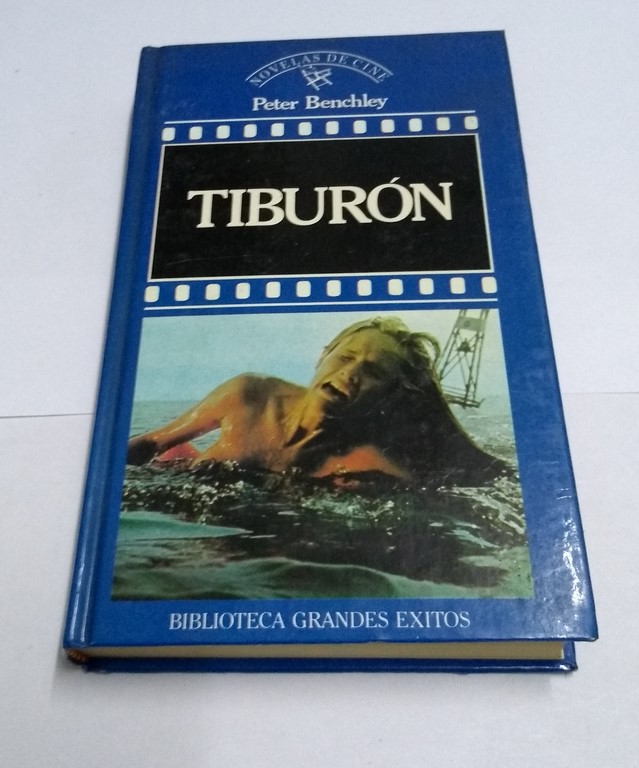 NOVELAS DE CINE
Peter Benchley
TIBURÓN
BIBLIOTECA GRANDES EXITOS